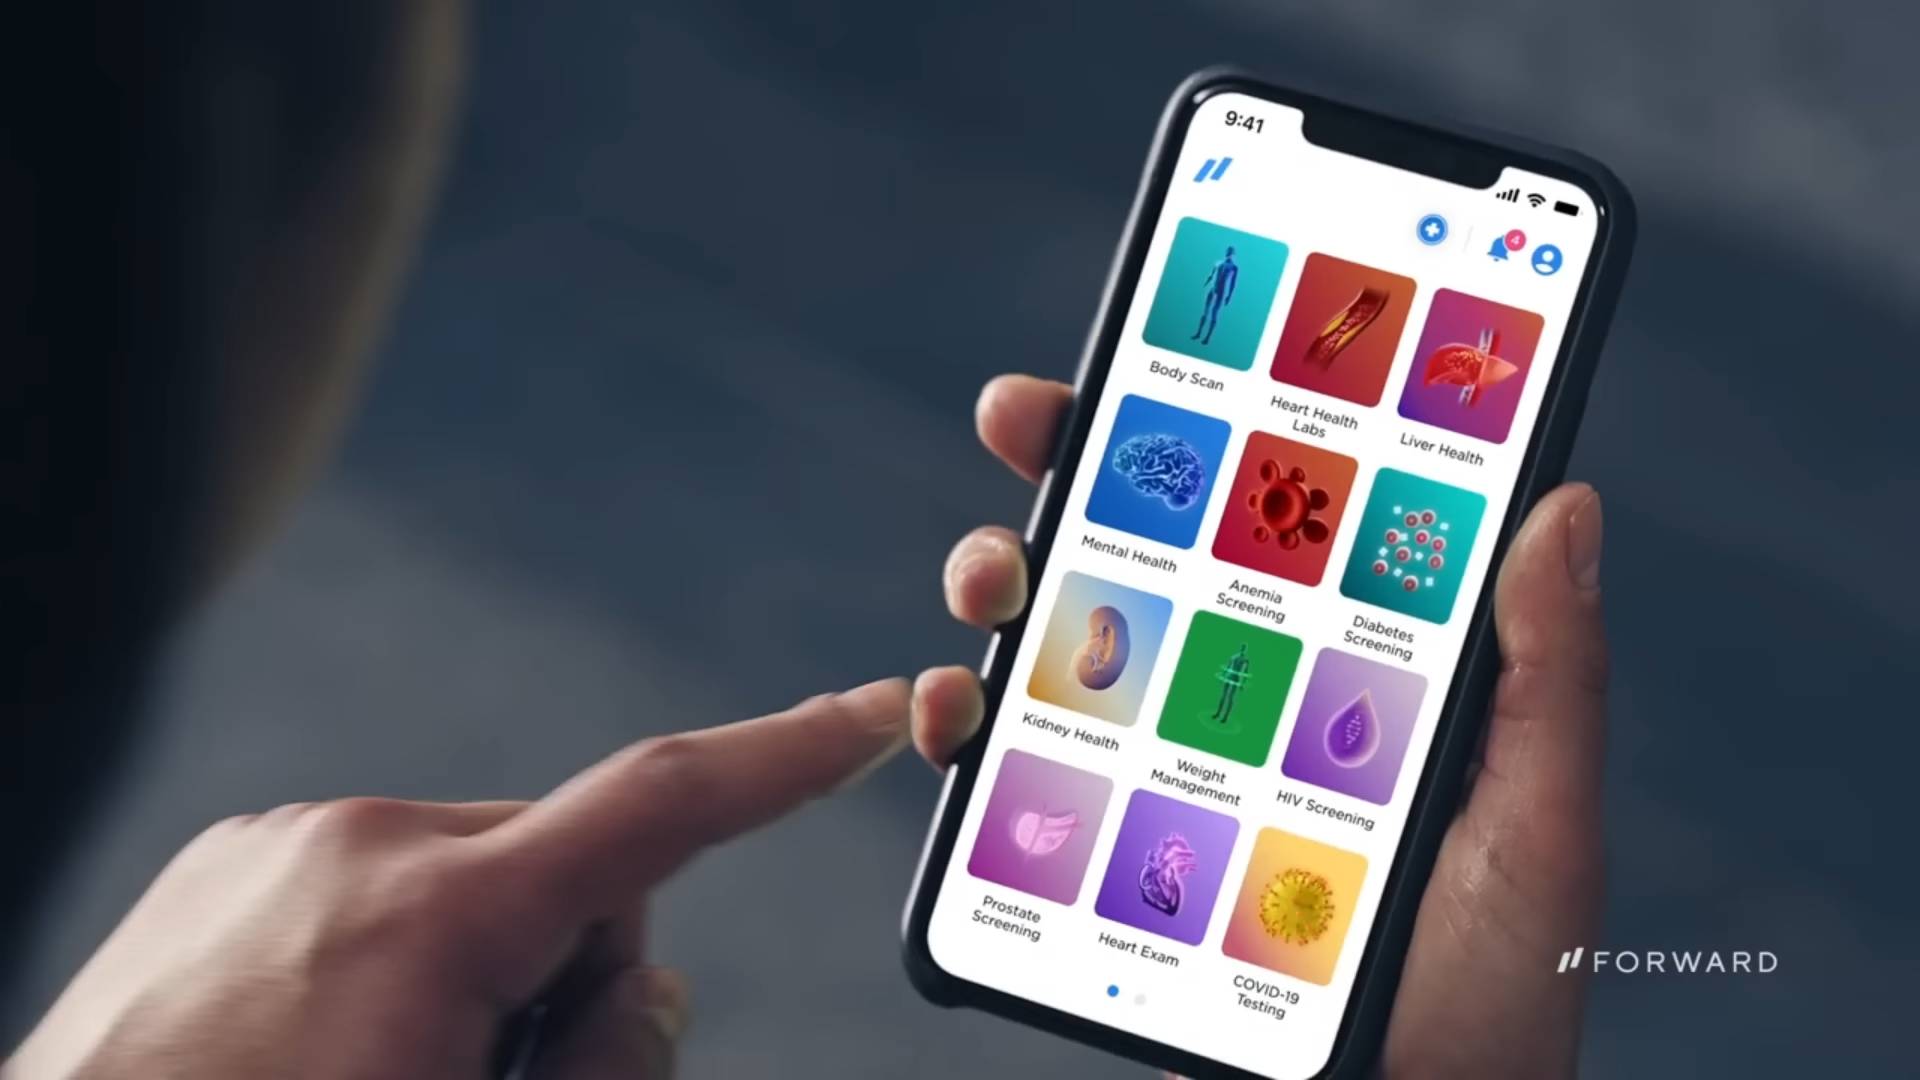 9:41
4
Body Scan
Heart Health
Labs
Liver Health
Mental Health
Anemia
Screening
Diabetes
Screening
Kidney Health
Weight
Management
HIV Screening
Prostate
Screening
Heart Exam
COVID-19
Testing
FORWARD